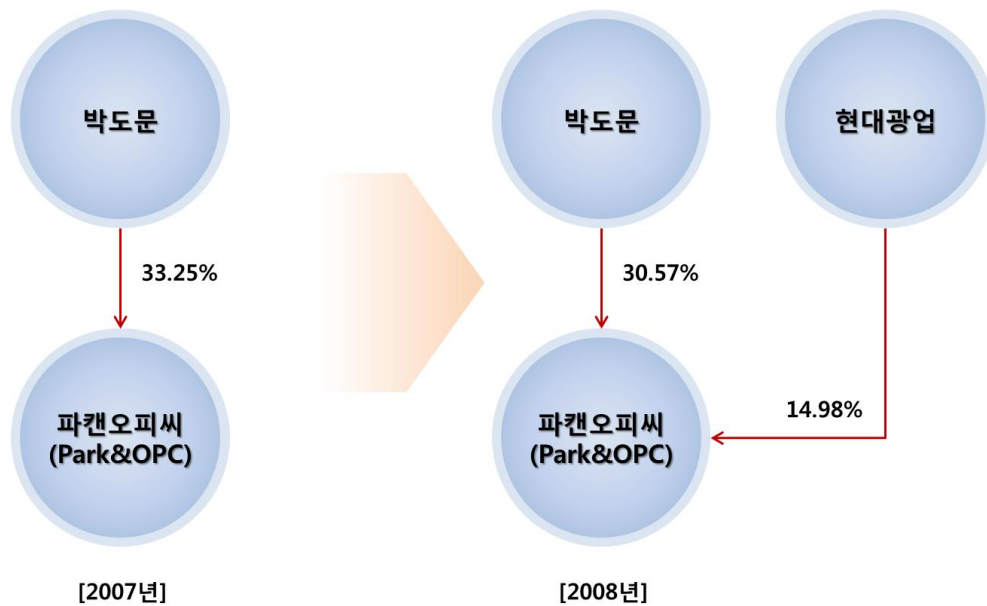 박도문
박도문
현대광업
33.25%
30.57%
14.98%
파캔오피씨
(Park&OPC)
파캔오피씨
(Park&OPC)
[2007년]
[2008년]